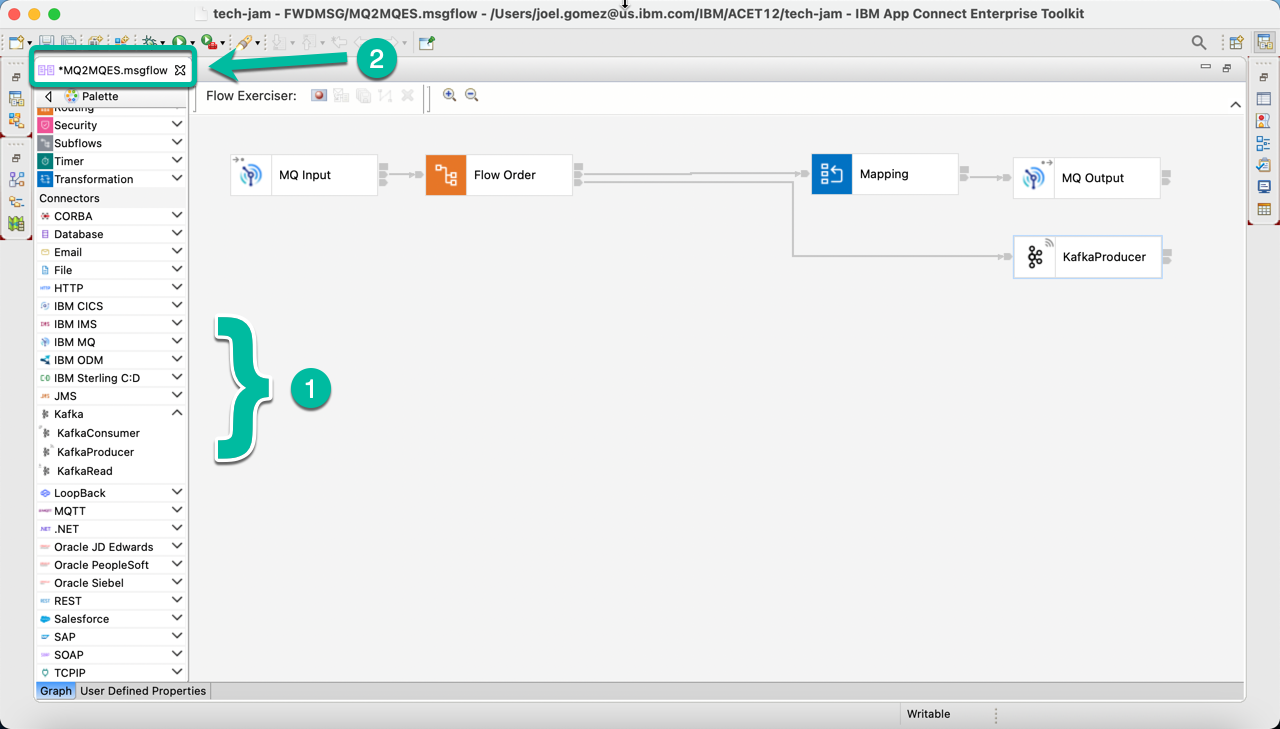 tech-jam - FWDMSG/MQ2MQES.msgflow - /Users/joel.gomez@us.ibm.com/IBM/ACET12/tech-jam - IBM App Connect Enterprise Toolkit
*MQ2MQES.msgflow
2
Palette
Flow Exerciser:
Routing
Security
Subflows
Timer
Transformation
Connectors
CORBA
Database
Email
File
HTTP
IBM CICS
IBM IMS
IBM MQ
IBM ODM
IBM Sterling C:D
JMS
Kafka
KafkaConsumer
KafkaProducer
KafkaRead
LoopBack
MQTT
.NET
Oracle JD Edwards
Oracle PeopleSoft
Oracle Siebel
REST
Salesforce
SAP
SOAP
TCPIP
MQ Input
Flow Order
Mapping
MQ Output
KafkaProducer
1
Graph
User Defined Properties
Writable